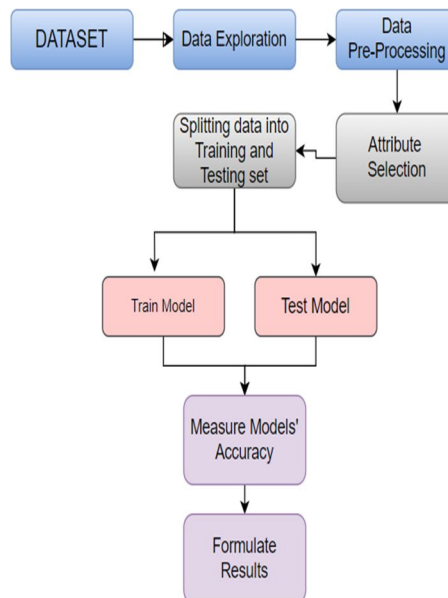 DATASET
Data Exploration
Data
Pre-Processing
Splitting data into
Training and
Testing set
Attribute
Selection
Train Model
Test Model
Measure Models'
Accuracy
Formulate
Results